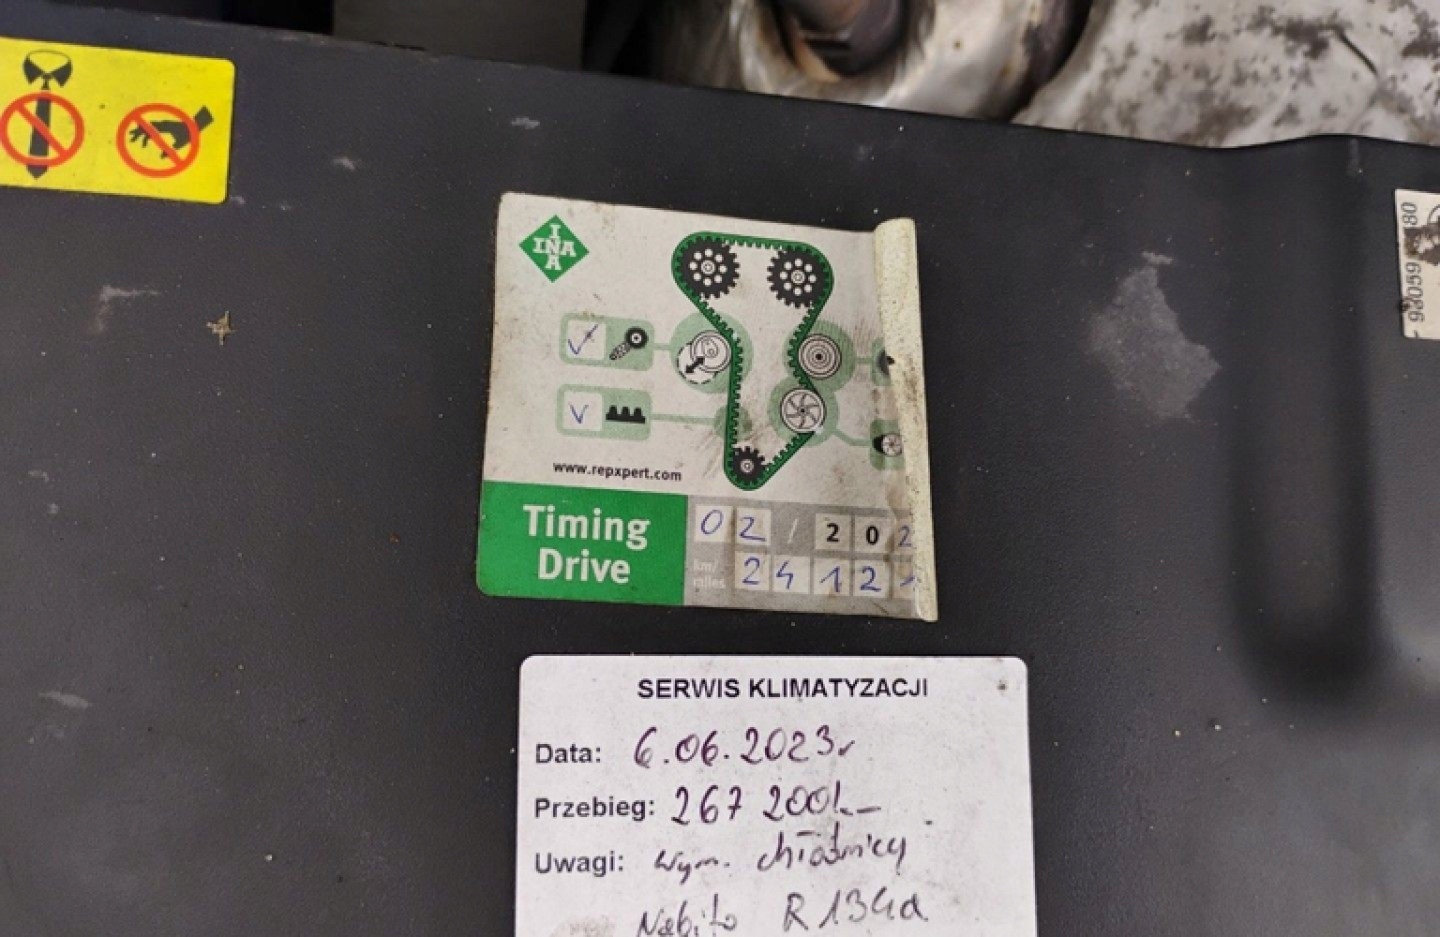 INA
www.repxpert.com
Timing
Drive
02 / 202
km/
miles
2412
SERWIS KLIMATYZACJI
Data: 6.06.2023r
Przebieg: 267 200
Uwagi: Wym. chłodnicy
Nabito R134a